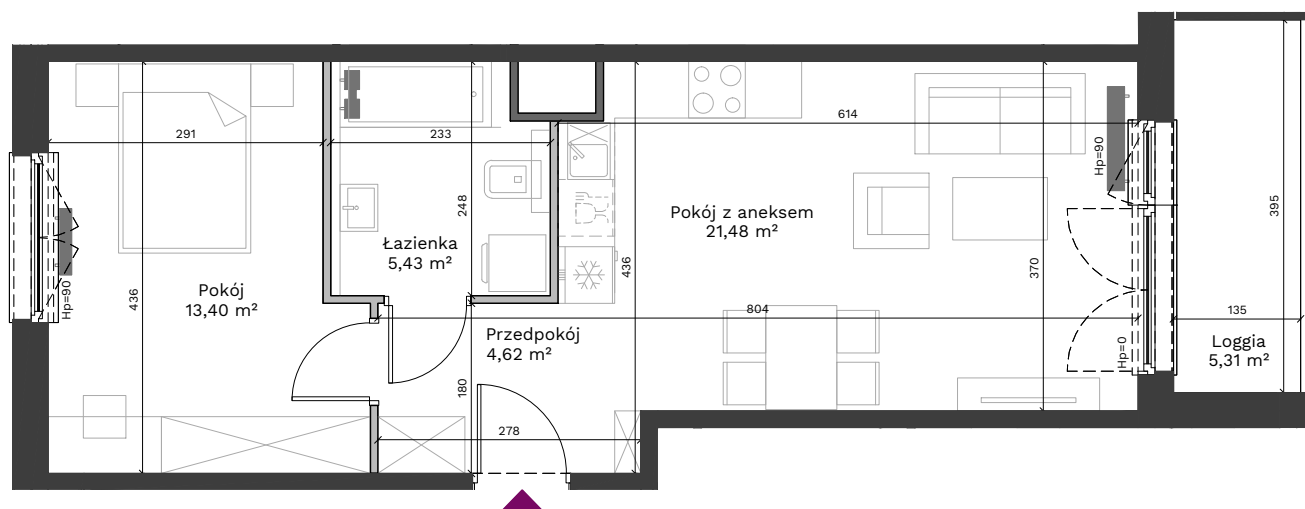 291
233
614
436
248
436
370
395
Hp=90
Hp=90
Pokój z aneksem
21,48 m²
Łazienka
5,43 m²
Pokój
13,40 m²
804
135
Przedpokój
4,62 m²
Hp=0
Loggia
5,31 m²
180
278
436